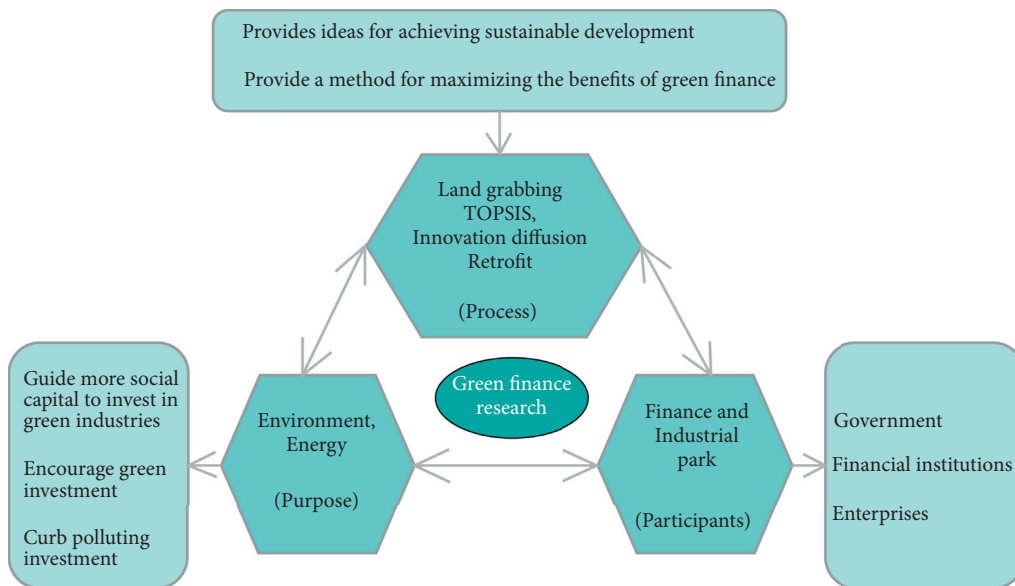 Provides ideas for achieving sustainable development
Provide a method for maximizing the benefits of green finance
Land grabbing
TOPSIS,
Innovation diffusion
Retrofit
(Process)
Green finance
research
Guide more social
capital to invest in
green industries
Encourage green
investment
Curb polluting
investment
Environment,
Energy
(Purpose)
Finance and
Industrial
park
(Participants)
Government
Financial institutions
Enterprises